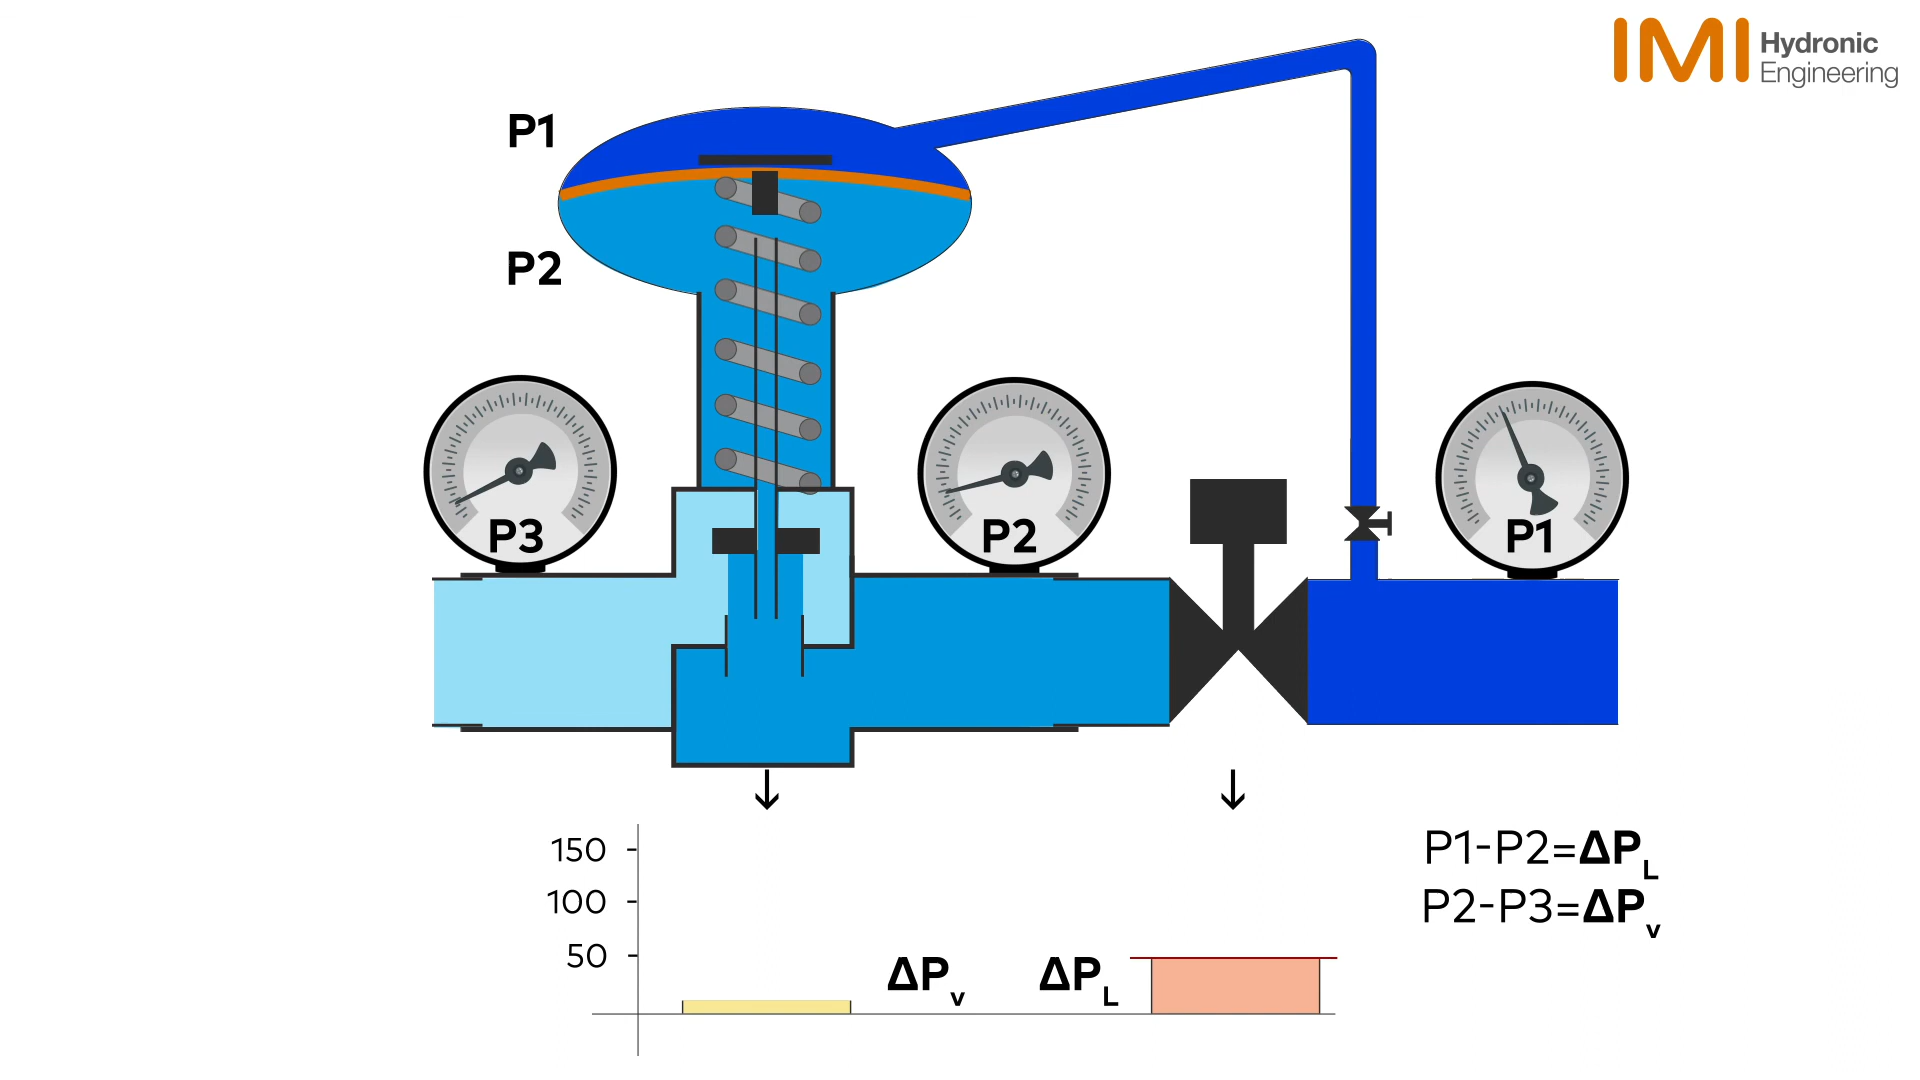 IMI Hydronic
Engineering
P1
P2
P3
P2
P1
150
100
50
ΔPv
ΔPL
P1-P2=ΔPL
P2-P3=ΔPv